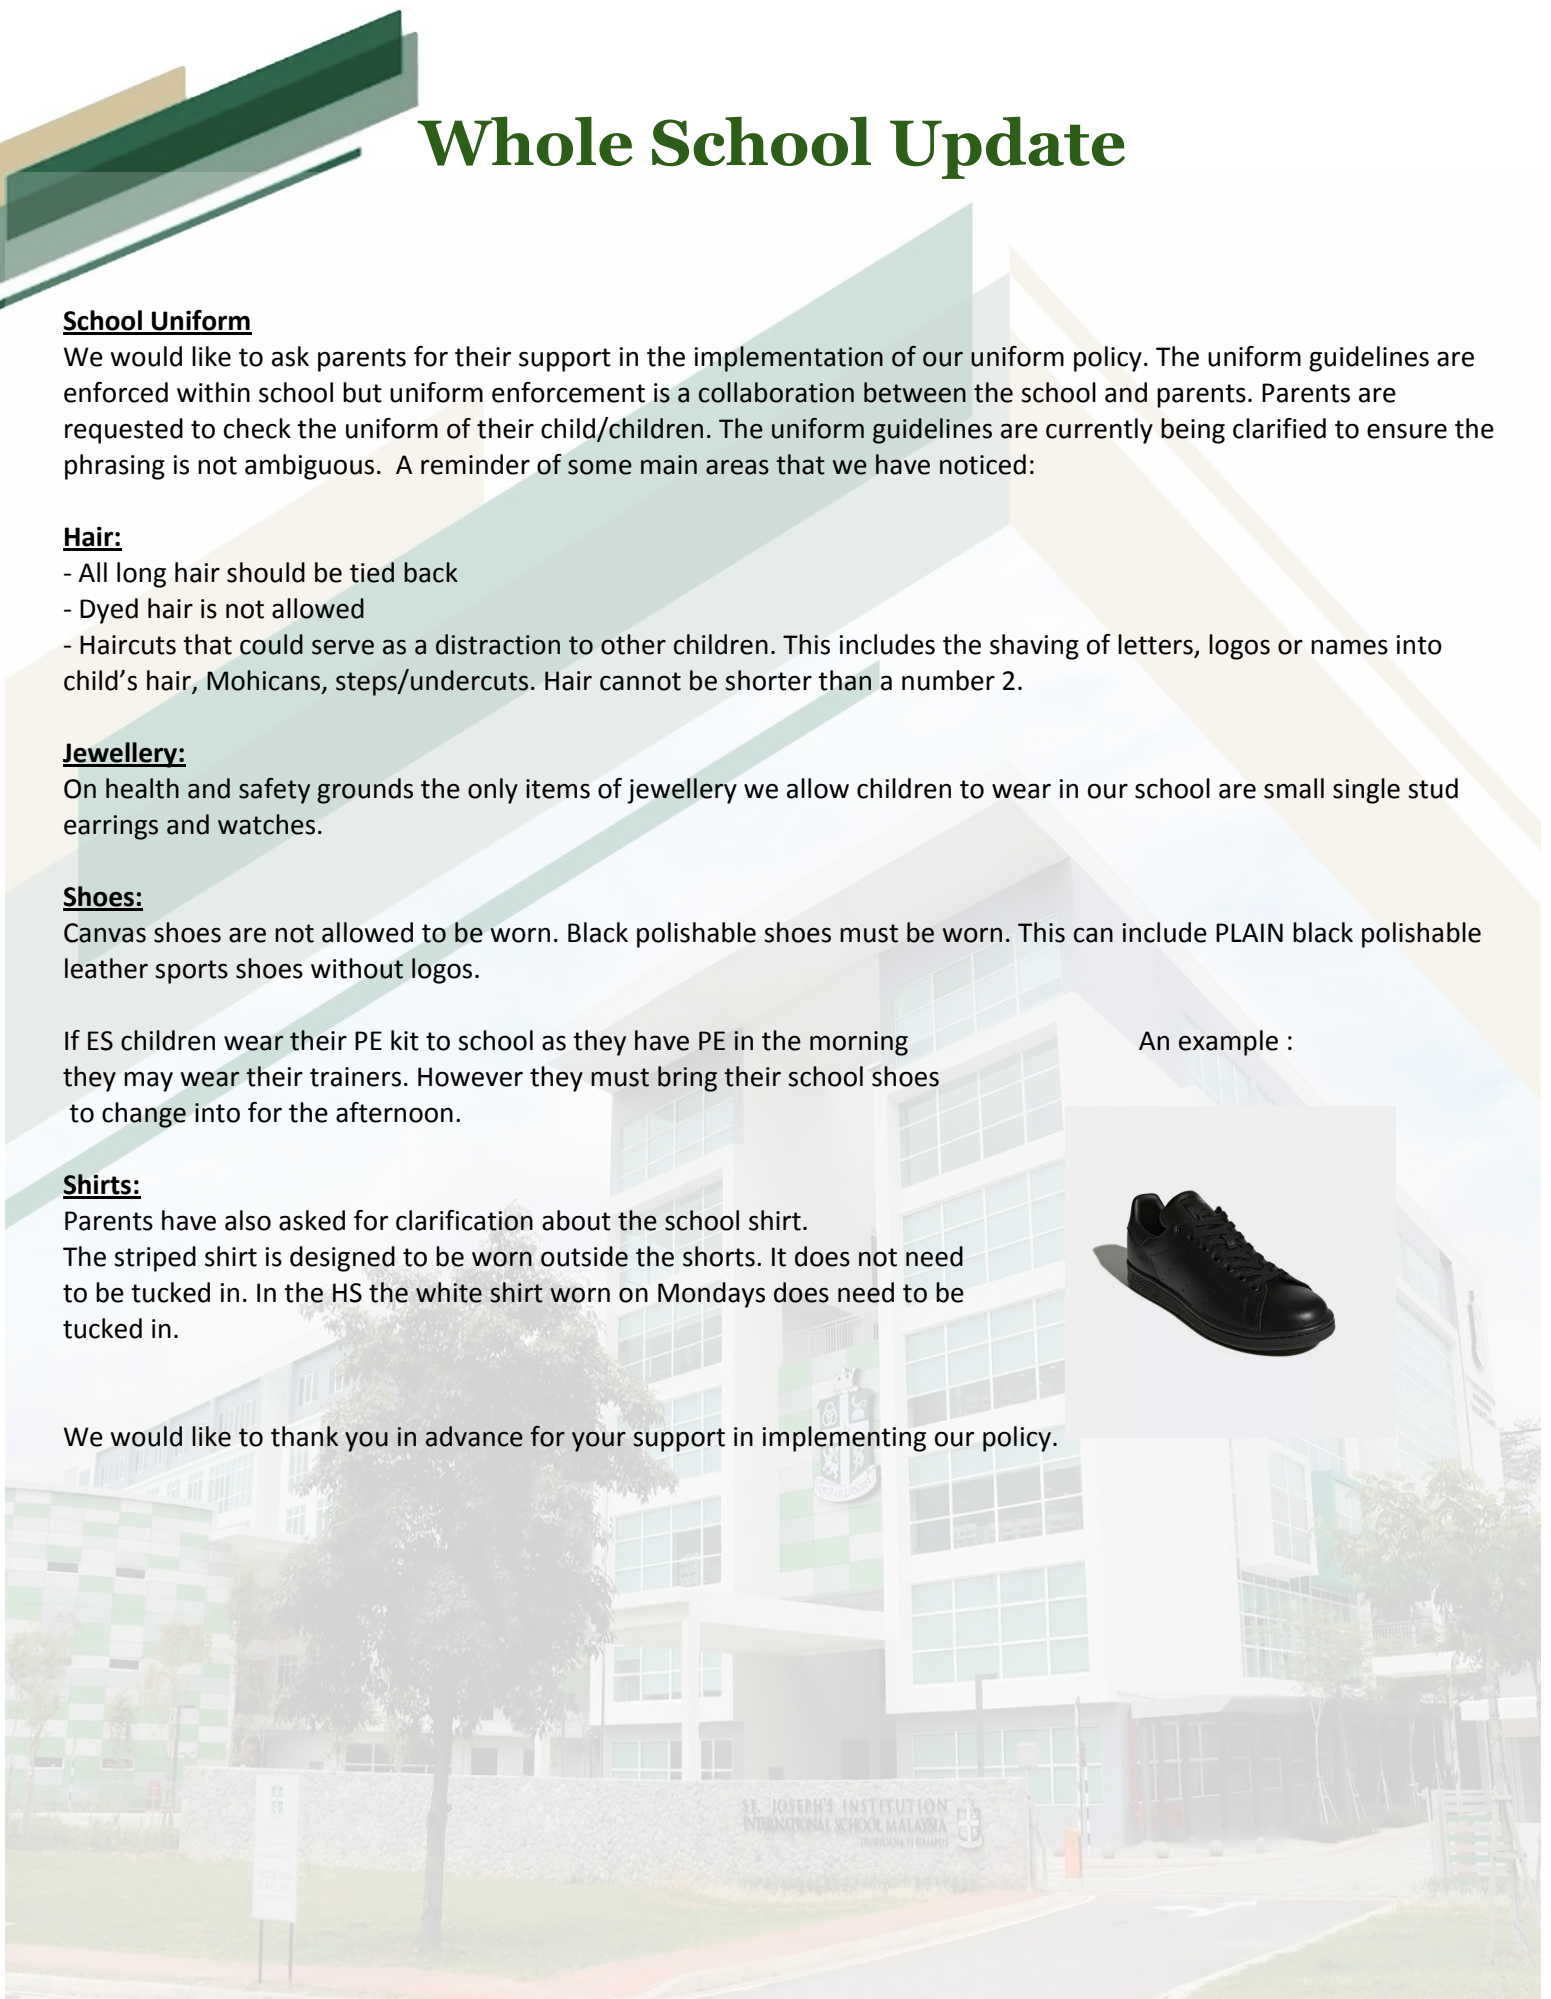 Whole School Update
School Uniform
We would like to ask parents for their support in the implementation of our uniform policy. The uniform guidelines are
enforced within school but uniform enforcement is a collaboration between the school and parents. Parents are
requested to check the uniform of their child/children. The uniform guidelines are currently being clarified to ensure the
phrasing is not ambiguous.  A reminder of some main areas that we have noticed:
Hair:
- All long hair should be tied back
- Dyed hair is not allowed
- Haircuts that could serve as a distraction to other children. This includes the shaving of letters, logos or names into
child’s hair, Mohicans, steps/undercuts. Hair cannot be shorter than a number 2.
Jewellery:
On health and safety grounds the only items of jewellery we allow children to wear in our school are small single stud
earrings and watches.
Shoes:
Canvas shoes are not allowed to be worn. Black polishable shoes must be worn. This can include PLAIN black polishable
leather sports shoes without logos.
If ES children wear their PE kit to school as they have PE in the morning
they may wear their trainers. However they must bring their school shoes
to change into for the afternoon.
An example :
Shirts:
Parents have also asked for clarification about the school shirt.
The striped shirt is designed to be worn outside the shorts. It does not need
to be tucked in. In the HS the white shirt worn on Mondays does need to be
tucked in.
We would like to thank you in advance for your support in implementing our policy.
ST. JOSEPH'S INSTITUTION
INTERNATIONAL SCHOOL MALAYSIA